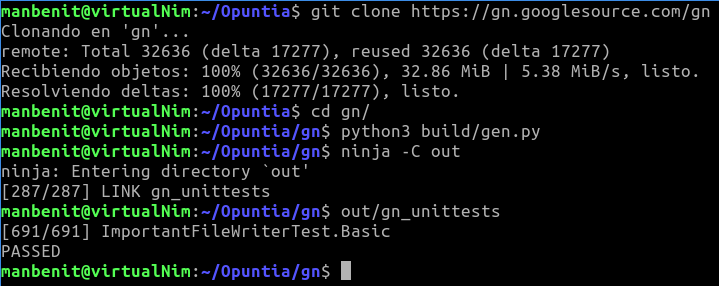 manbenit@virtualNim:~/Opuntia$ git clone https://gn.googlesource.com/gn
Clonando en 'gn'...
remote: Total 32636 (delta 17277), reused 32636 (delta 17277)
Recibiendo objetos: 100% (32636/32636), 32.86 MiB | 5.38 MiB/s, listo.
Resolviendo deltas: 100% (17277/17277), listo.
manbenit@virtualNim:~/Opuntia$ cd gn/
manbenit@virtualNim:~/Opuntia/gn$ python3 build/gen.py
manbenit@virtualNim:~/Opuntia/gn$ ninja -C out
ninja: Entering directory `out'
[287/287] LINK gn_unittests
manbenit@virtualNim:~/Opuntia/gn$ out/gn_unittests
[691/691] ImportantFileWriterTest.Basic
PASSED
manbenit@virtualNim:~/Opuntia/gn$